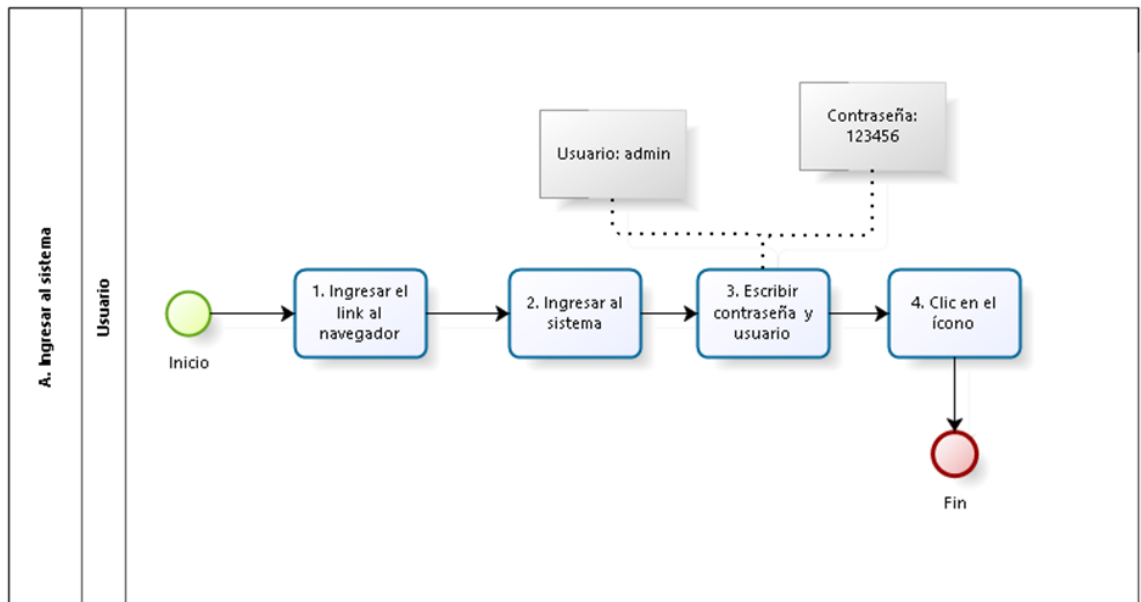 A. Ingresar al sistema
Usuario
Inicio
1. Ingresar el
link al
navegador
2. Ingresar al
sistema
Usuario: admin
Contraseña:
123456
3. Escribir
contraseña y
usuario
4. Clic en el
ícono
Fin